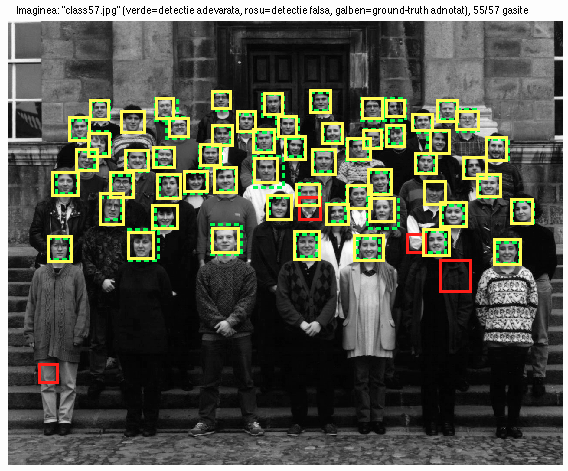 Imaginea: "class57.jpg" (verde=detectie adevarata, rosu=detectie falsa, galben=ground-truth adnotat), 55/57 gasite